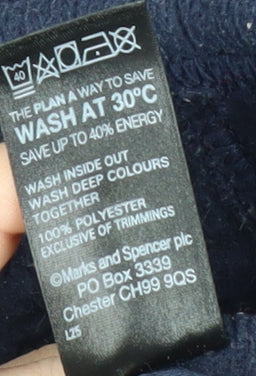 40
THE PLAN A WAY TO SAVE
WASH AT 30°C
SAVE UP TO 40% ENERGY
WASH INSIDE OUT
WASH DEEP COLOURS
TOGETHER
100% POLYESTER
EXCLUSIVE OF TRIMMINGS
©Marks and Spencer plc
PO Box 3339
Chester CH99 9QS